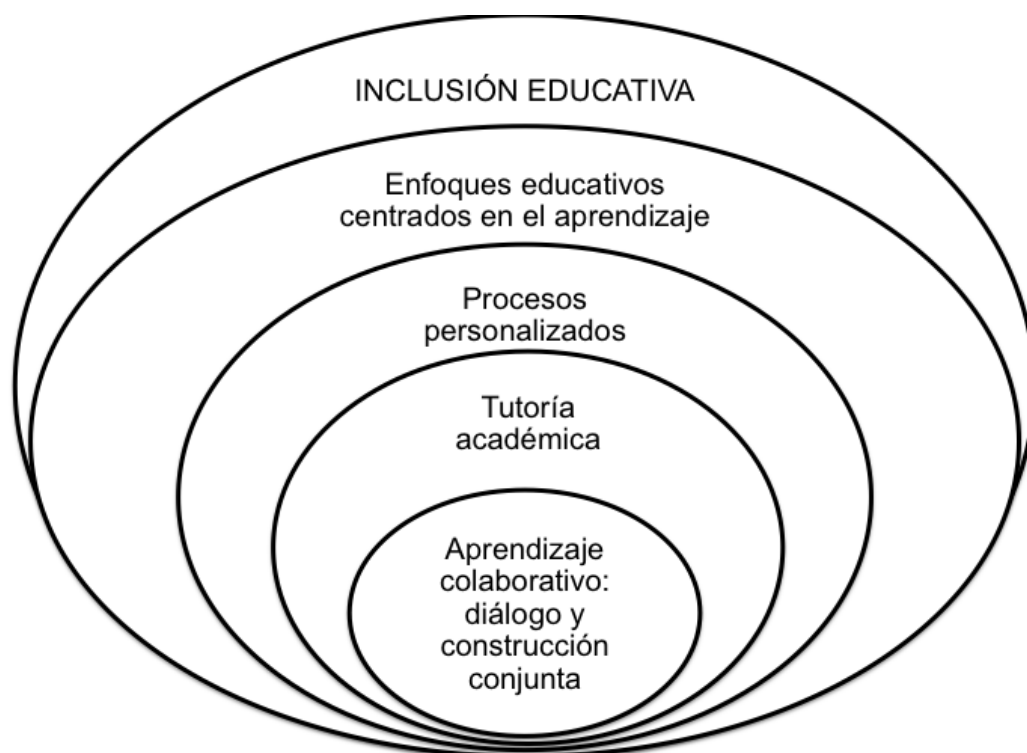 INCLUSIÓN EDUCATIVA
Enfoques educativos
centrados en el aprendizaje
Procesos
personalizados
Tutoría
académica
Aprendizaje
colaborativo:
diálogo y
construcción
conjunta